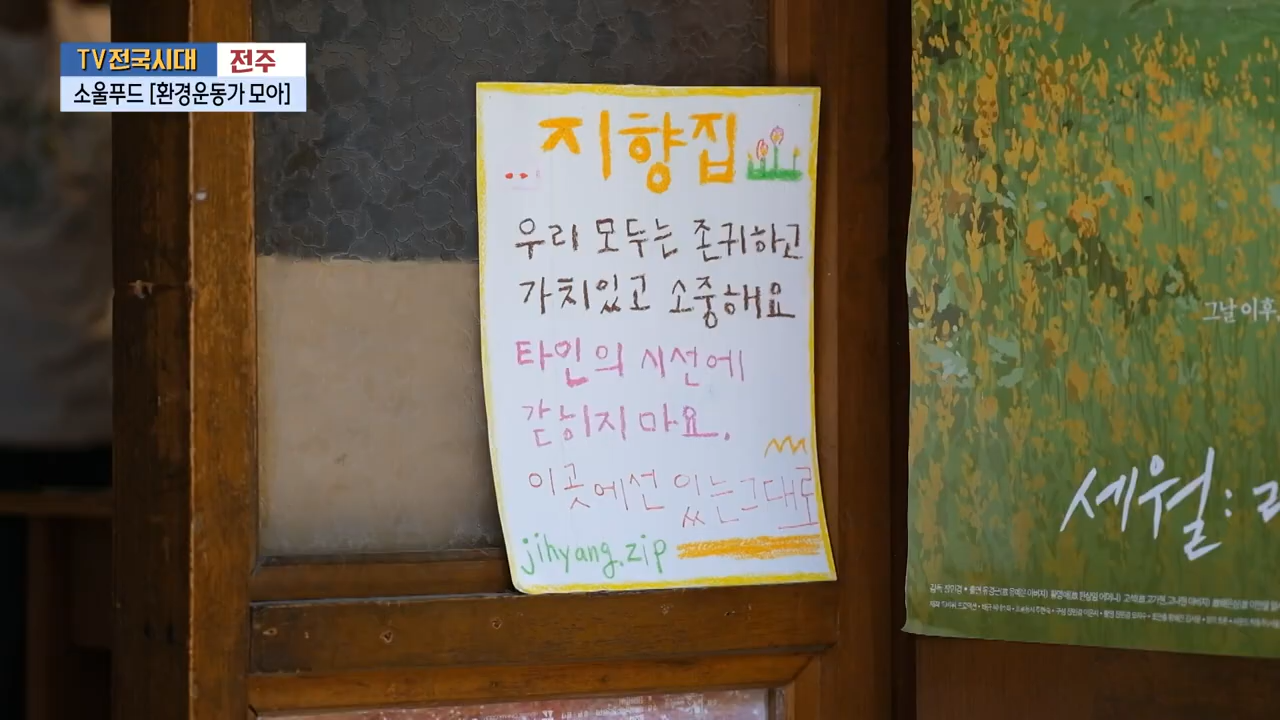 TV전국시대 전주
소울푸드 [환경운동가 모아]
지향집
우리 모두는 존귀하고
가치있고 소중해요
타인의 시선에
갇히지 마요.
이곳에선 있는그대로
jihyang.zip
그날 이후,
세월: